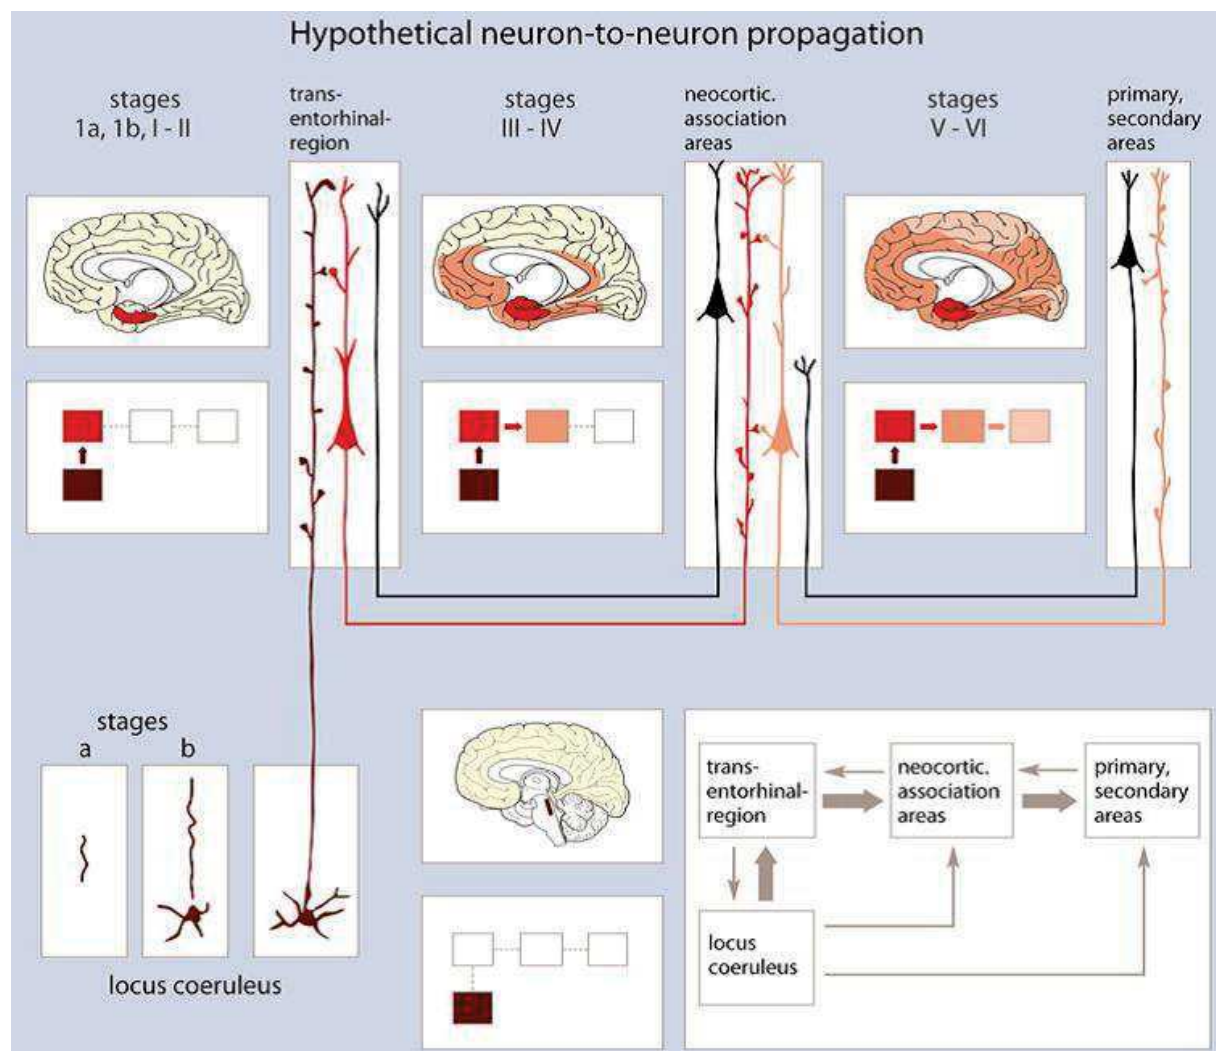 Hypothetical neuron-to-neuron propagation
stages
1a, 1b, I - II
trans-
entorhinal-
region
stages
III - IV
neocortic.
association
areas
stages
V - VI
primary,
secondary
areas
stages
a
b
locus coeruleus
trans-
entorhinal-
region
neocortic.
association
areas
primary,
secondary
areas
locus
coeruleus